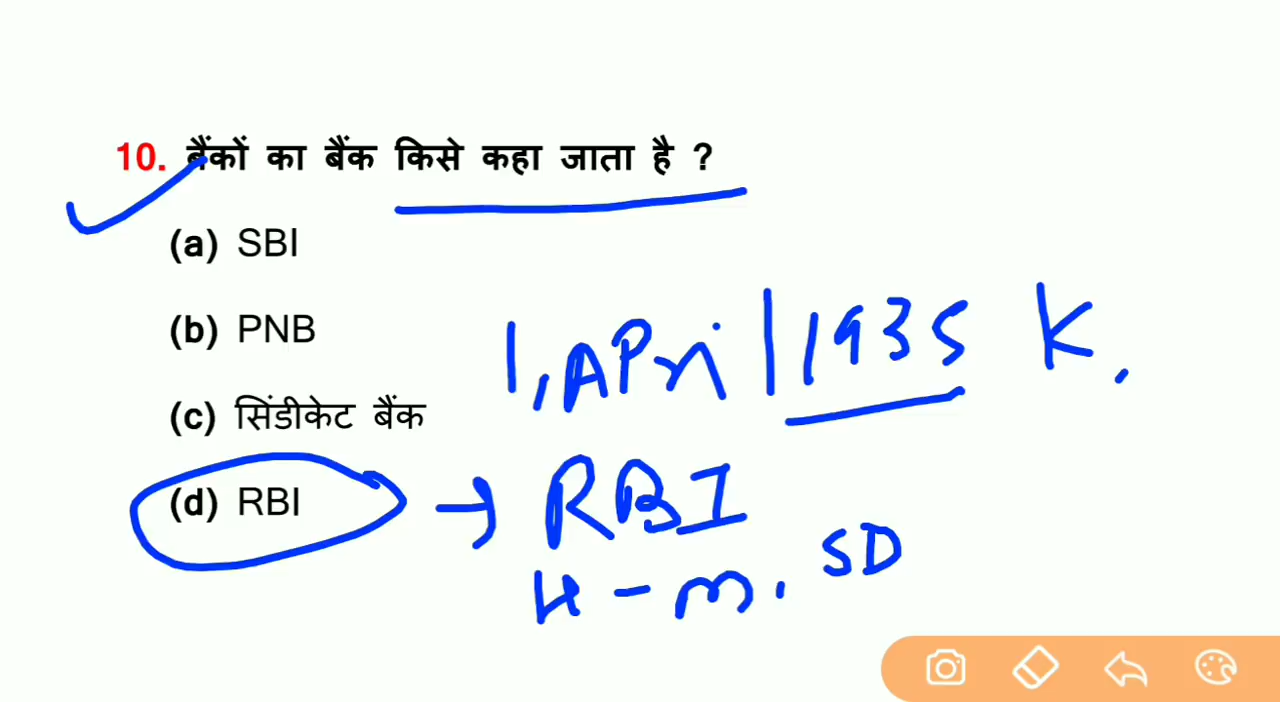 10. बैंकों का बैंक किसे कहा जाता है ?
(a) SBI
(b) PNB
1, APril 1935 K.
(c) सिंडीकेट बैंक
(d) RBI → RBI
H - m. SD